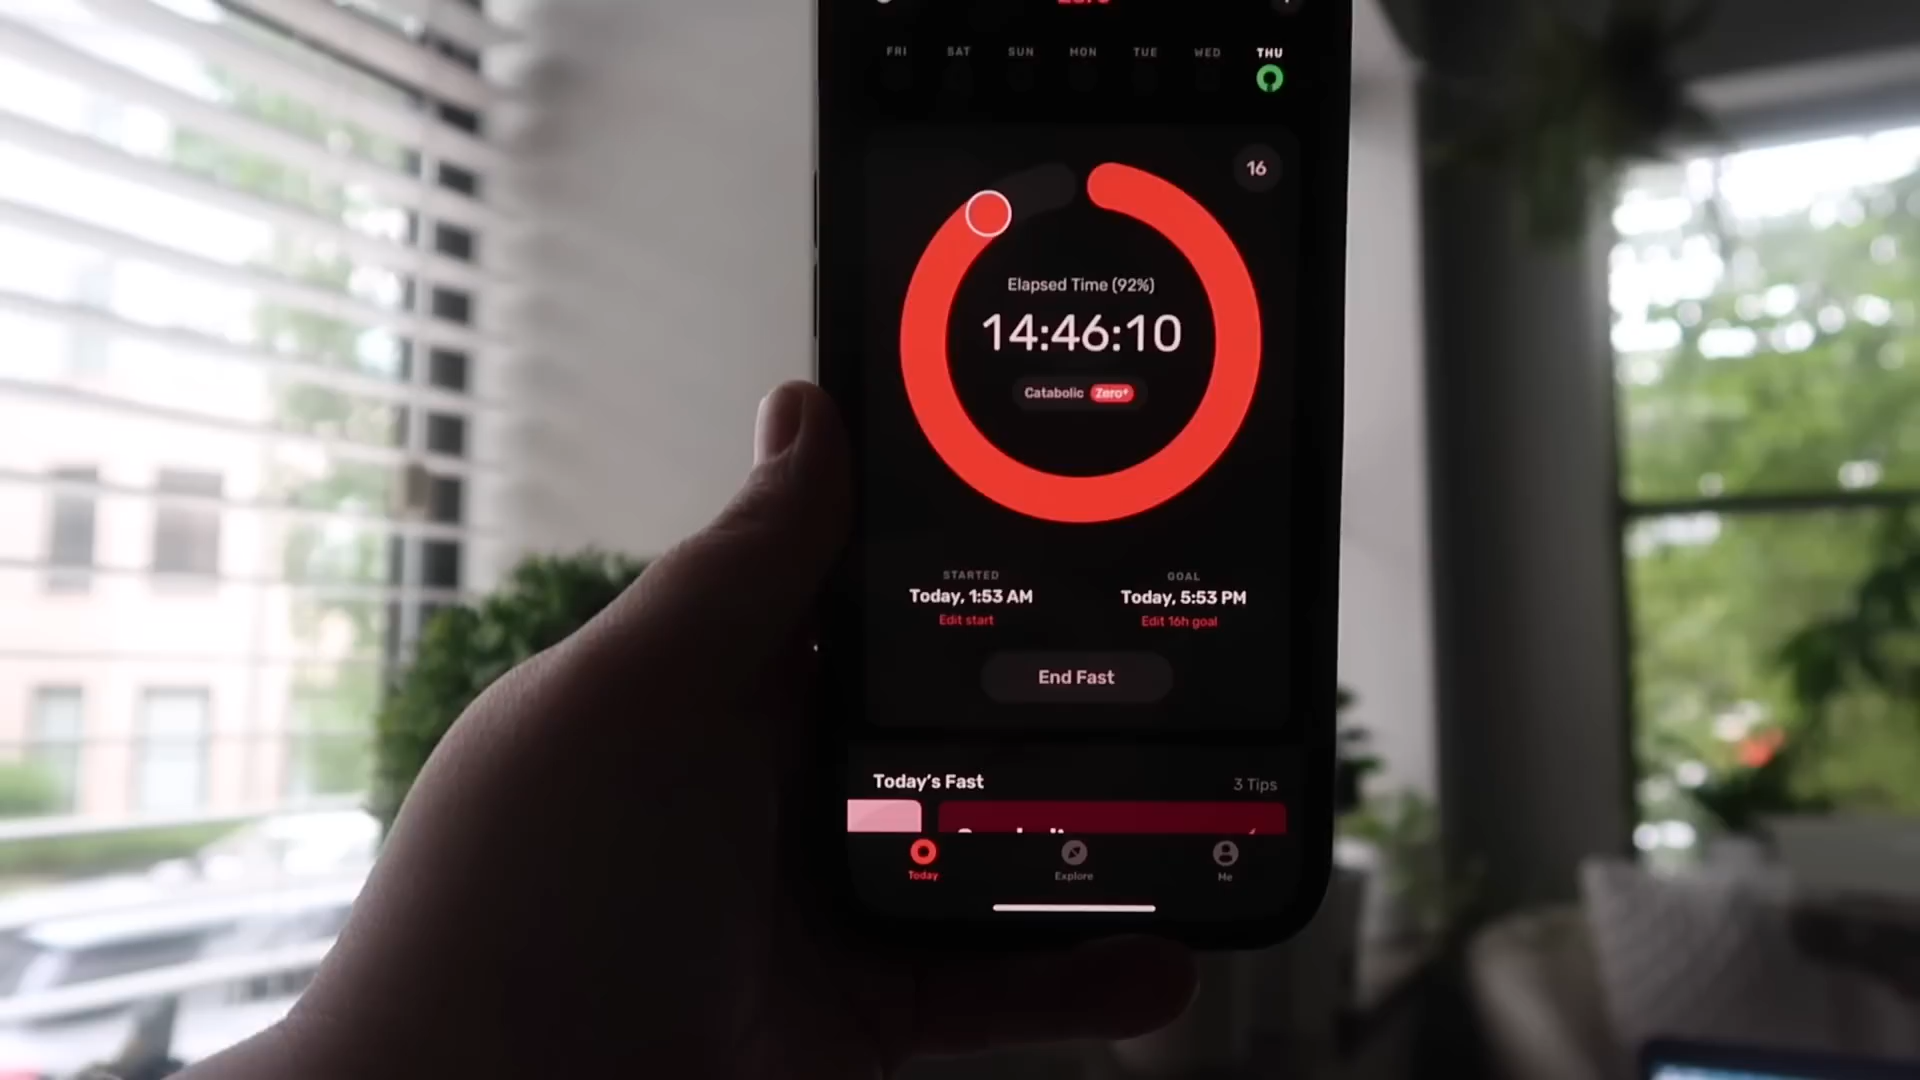 FRI SAT SUN MON TUE WED THU
16
Elapsed Time (92%)
14:46:10
Catabolic Zero+
STARTED GOAL
Today, 1:53 AM Today, 5:53 PM
Edit start Edit 16h goal
End Fast
Today's Fast 3 Tips
Today Explore Me